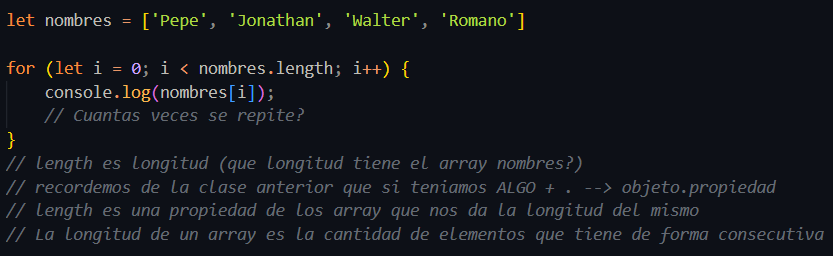 let nombres = ['Pepe', 'Jonathan', 'Walter', 'Romano']
for (let i = 0; i < nombres.length; i++) {
console.log(nombres[i]);
// Cuantas veces se repite?
}
// length es longitud (que longitud tiene el array nombres?)
// recordemos de la clase anterior que si teniamos ALGO + . --> objeto.propiedad
// length es una propiedad de los array que nos da la longitud del mismo
// La longitud de un array es la cantidad de elementos que tiene de forma consecutiva